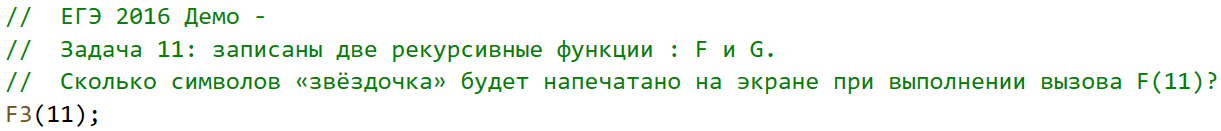 //  ЕГЭ 2016 Демо -
//  Задача 11: записаны две рекурсивные функции : F и G.
//  Сколько символов «звёздочка» будет напечатано на экране при выполнении вызова F(11)?
F3(11);